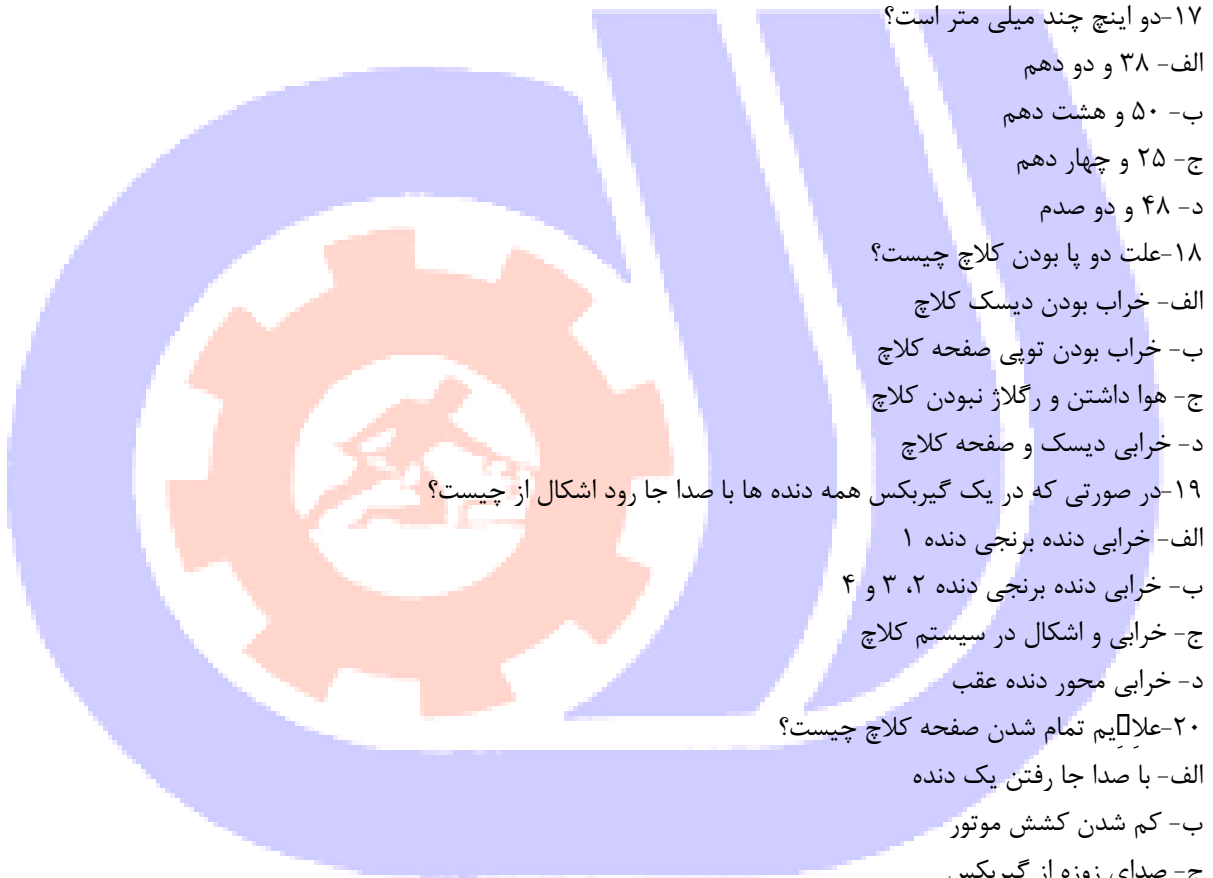 ۱۷-دو اینچ چند میلی متر است؟
الف- ۳۸ و دو دهم
ب- ۵۰ و هشت دهم
ج- ۲۵ و چهار دهم
د- ۴۸ و دو صدم
۱۸-علت دو پا بودن کلاچ چیست؟
الف- خراب بودن دیسک کلاچ
ب- خراب بودن توپی صفحه کلاچ
ج- هوا داشتن و رگلاژ نبودن کلاچ
د- خرابی دیسک و صفحه کلاچ
۱۹-در صورتی که در یک گیربکس همه دنده ها با صدا جا رود اشکال از چیست؟
الف- خرابی دنده برنجی دنده ۱
ب- خرابی دنده برنجی دنده ۲، ۳ و ۴
ج- خرابی و اشکال در سیستم کلاچ
د- خرابی محور دنده عقب
۲۰-تمام شدن صفحه کلاچ چیست؟
الف- با صدا جا رفتن یک دنده
ب- کم شدن کشش موتور
ج- صدای زوزه از گیربکس